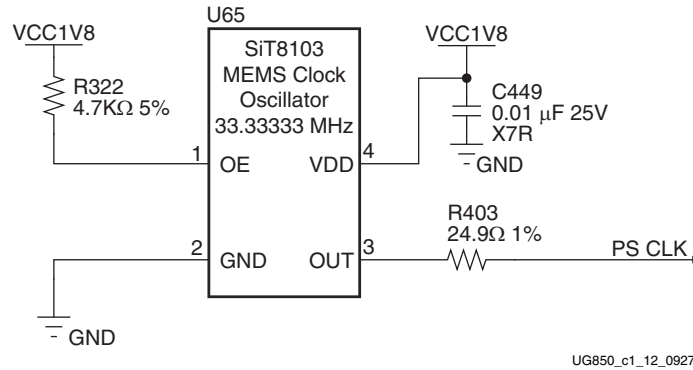 U65
VCC1V8
SiT8103
MEMS Clock
Oscillator
33.33333 MHz
VCC1V8
R322
4.7KΩ 5%
C449
0.01 μF 25V
X7R
GND
1
OE
VDD
4
R403
24.9Ω 1%
2
GND
OUT
3
PS CLK
GND
UG850_c1_12_0927